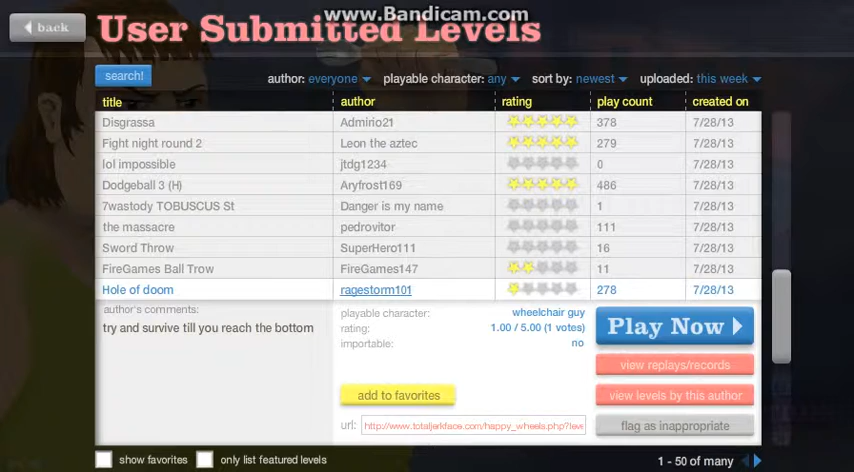 www.Bandicam.com
back
User Submitted Levels
search!
author: everyone playable character: any sort by: newest uploaded: this week
title author rating play count created on
Disgrassa Admirio21 378 7/28/13
Fight night round 2 Leon the aztec 279 7/28/13
lol impossible jtdg1234 0 7/28/13
Dodgeball 3 (H) Aryfrost169 486 7/28/13
7wastody TOBUSCUS St Danger is my name 1 7/28/13
the massacre pedrovitor 111 7/28/13
Sword Throw SuperHero111 16 7/28/13
FireGames Ball Trow FireGames147 11 7/28/13
Hole of doom ragestorm101 278 7/28/13
author's comments:
try and survive till you reach the bottom
playable character: wheelchair guy
rating: 1.00 / 5.00 (1 votes)
importable: no
Play Now
view replays/records
add to favorites
view levels by this author
url: http://www.totaljerkface.com/happy_wheels.php?leve
flag as inappropriate
show favorites only list featured levels
1 - 50 of many